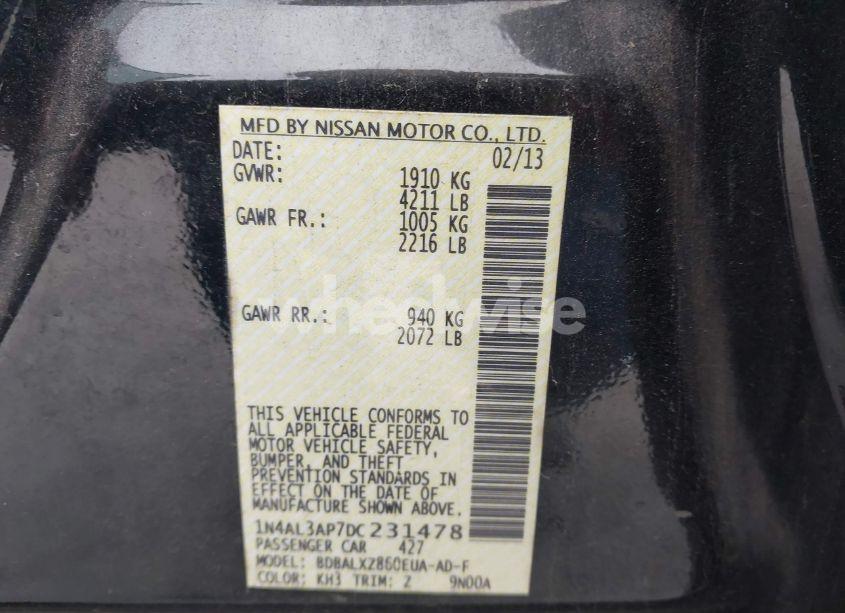 MFD BY NISSAN MOTOR CO., LTD.
DATE: 02/13
GVWR: 1910 KG
4211 LB
GAWR FR.: 1005 KG
2216 LB
wheelwise
GAWR RR.: 940 KG
2072 LB
THIS VEHICLE CONFORMS TO
ALL APPLICABLE FEDERAL
MOTOR VEHICLE SAFETY,
BUMPER, AND THEFT
PREVENTION STANDARDS IN
EFFECT ON THE DATE OF
MANUFACTURE SHOWN ABOVE.
1N4AL3AP7DC231478
PASSENGER CAR 427
MODEL: BDBALXZ860EUA-AD-F
COLOR: KH3 TRIM: Z 9N00A